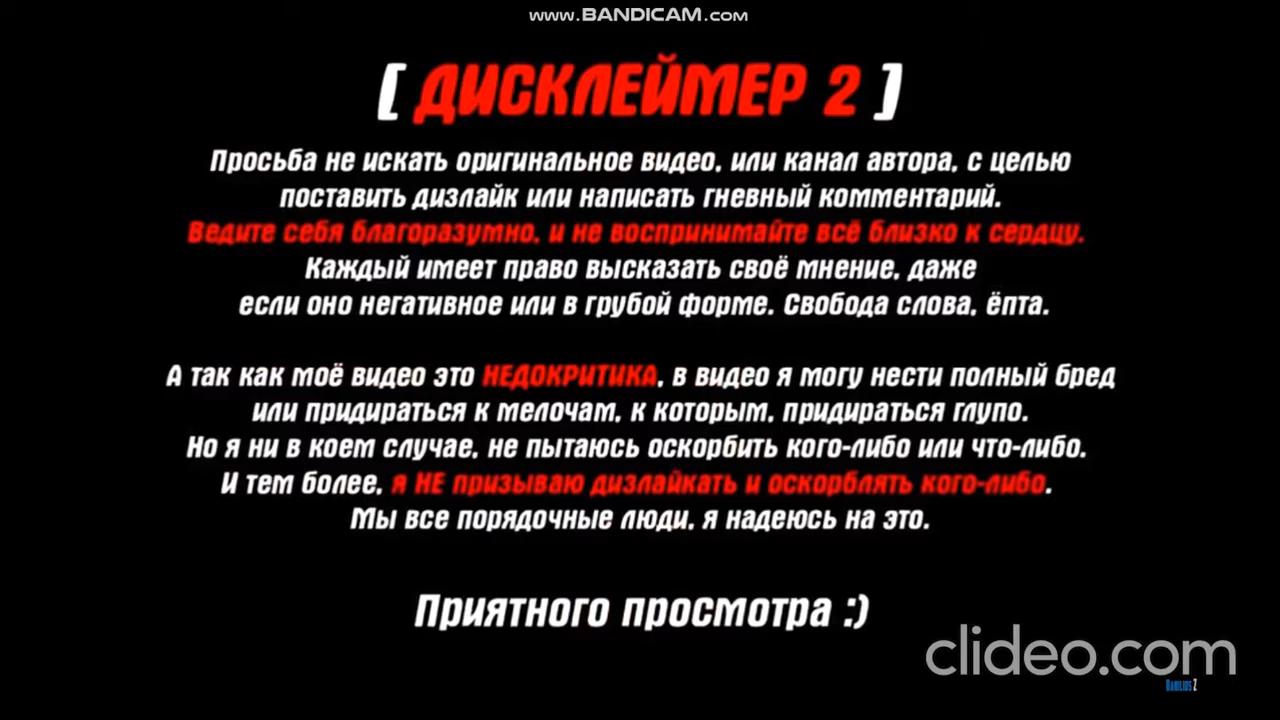 www.BANDICAM.com
[ ДИСКЛЕЙМЕР 2 ]
Просьба не искать оригинальное видео, или канал автора, с целью
поставить дизлайк или написать гневный комментарий.
Ведите себя благоразумно, и не воспринимайте всё близко к сердцу.
Каждый имеет право высказать своё мнение, даже
если оно негативное или в грубой форме. Свобода слова, ёпта.
А так как моё видео это НЕДОКРИТИКА, в видео я могу нести полный бред
или придираться к мелочам, к которым, придираться глупо.
Но я ни в коем случае, не пытаюсь оскорбить кого-либо или что-либо.
И тем более, я НЕ призываю дизлайкать и оскорблять кого-либо.
Мы все порядочные люди, я надеюсь на это.
Приятного просмотра :)
clideo.com
Danilius Z